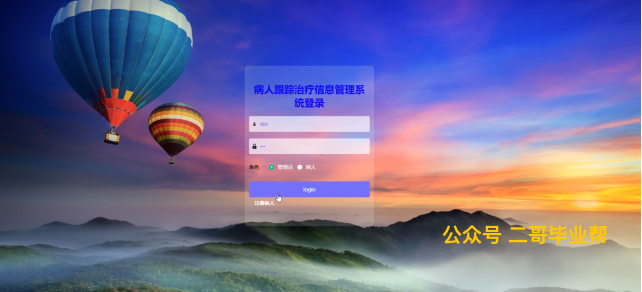 病人跟踪治疗信息管理系
统登录
abo
角色
管理员
病人
login
注册病人
公众号 二哥毕业帮